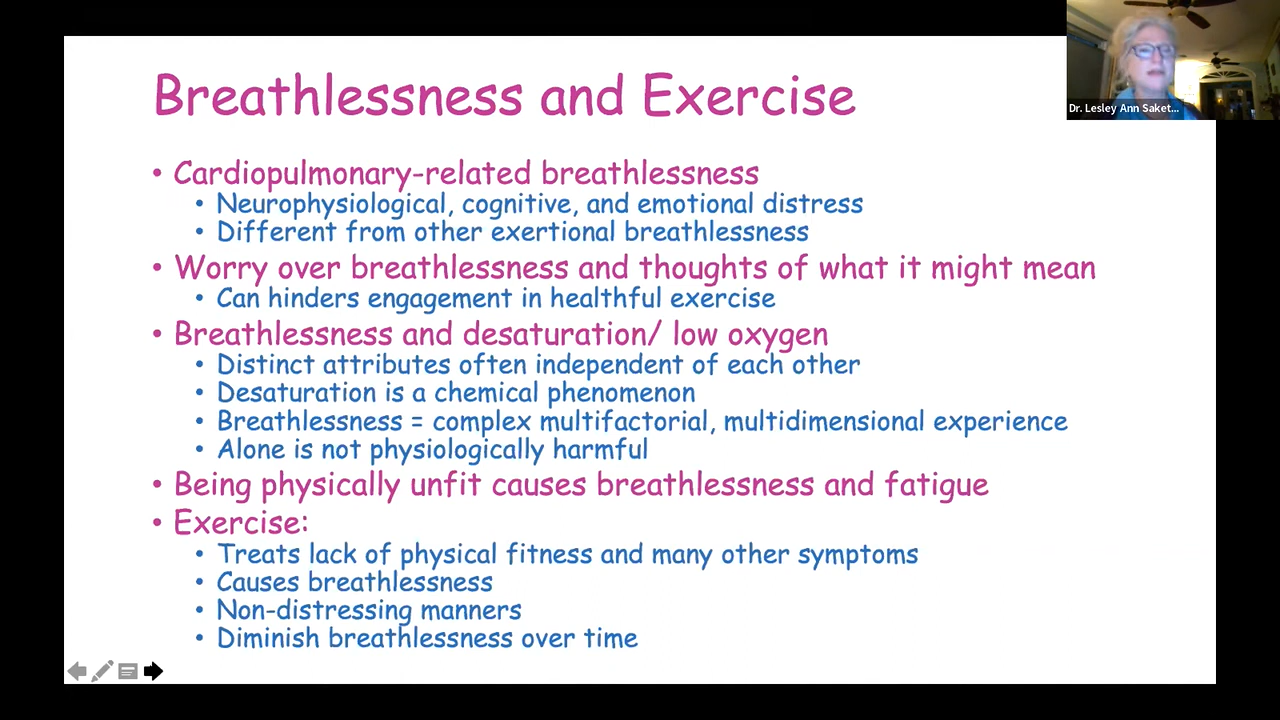 Breathlessness and Exercise
Dr. Lesley Ann Saket...
• Cardiopulmonary-related breathlessness
• Neurophysiological, cognitive, and emotional distress
• Different from other exertional breathlessness
• Worry over breathlessness and thoughts of what it might mean
• Can hinders engagement in healthful exercise
• Breathlessness and desaturation/ low oxygen
• Distinct attributes often independent of each other
• Desaturation is a chemical phenomenon
• Breathlessness = complex multifactorial, multidimensional experience
• Alone is not physiologically harmful
• Being physically unfit causes breathlessness and fatigue
• Exercise:
• Treats lack of physical fitness and many other symptoms
• Causes breathlessness
• Non-distressing manners
• Diminish breathlessness over time